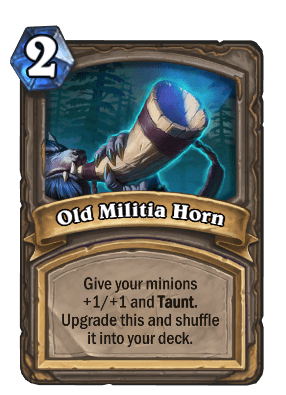 2
Old Militia Horn
Give your minions
+1/+1 and Taunt.
Upgrade this and shuffle
it into your deck.